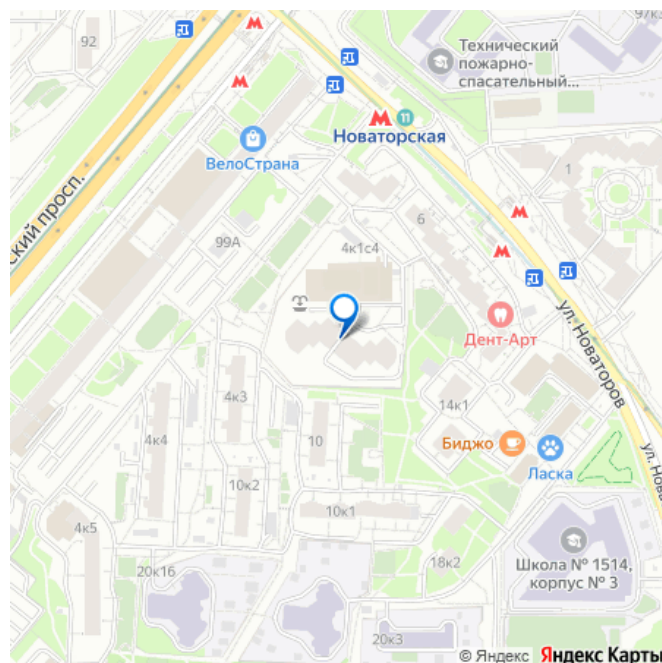 97к3
92
Технический
пожарно-
спасательный...
11
Новаторская
ВелоСтрана
1
ский просп.
6
99А
4к1с4
ул. Новаторов
Дент-Арт
4к3
14к1
4к4
10
Биджо
Ласка
ул. Нова
10к2
10к1
4к5
18к2
Школа № 1514,
корпус № 3
20к16
20к3
© Яндекс Яндекс Карты